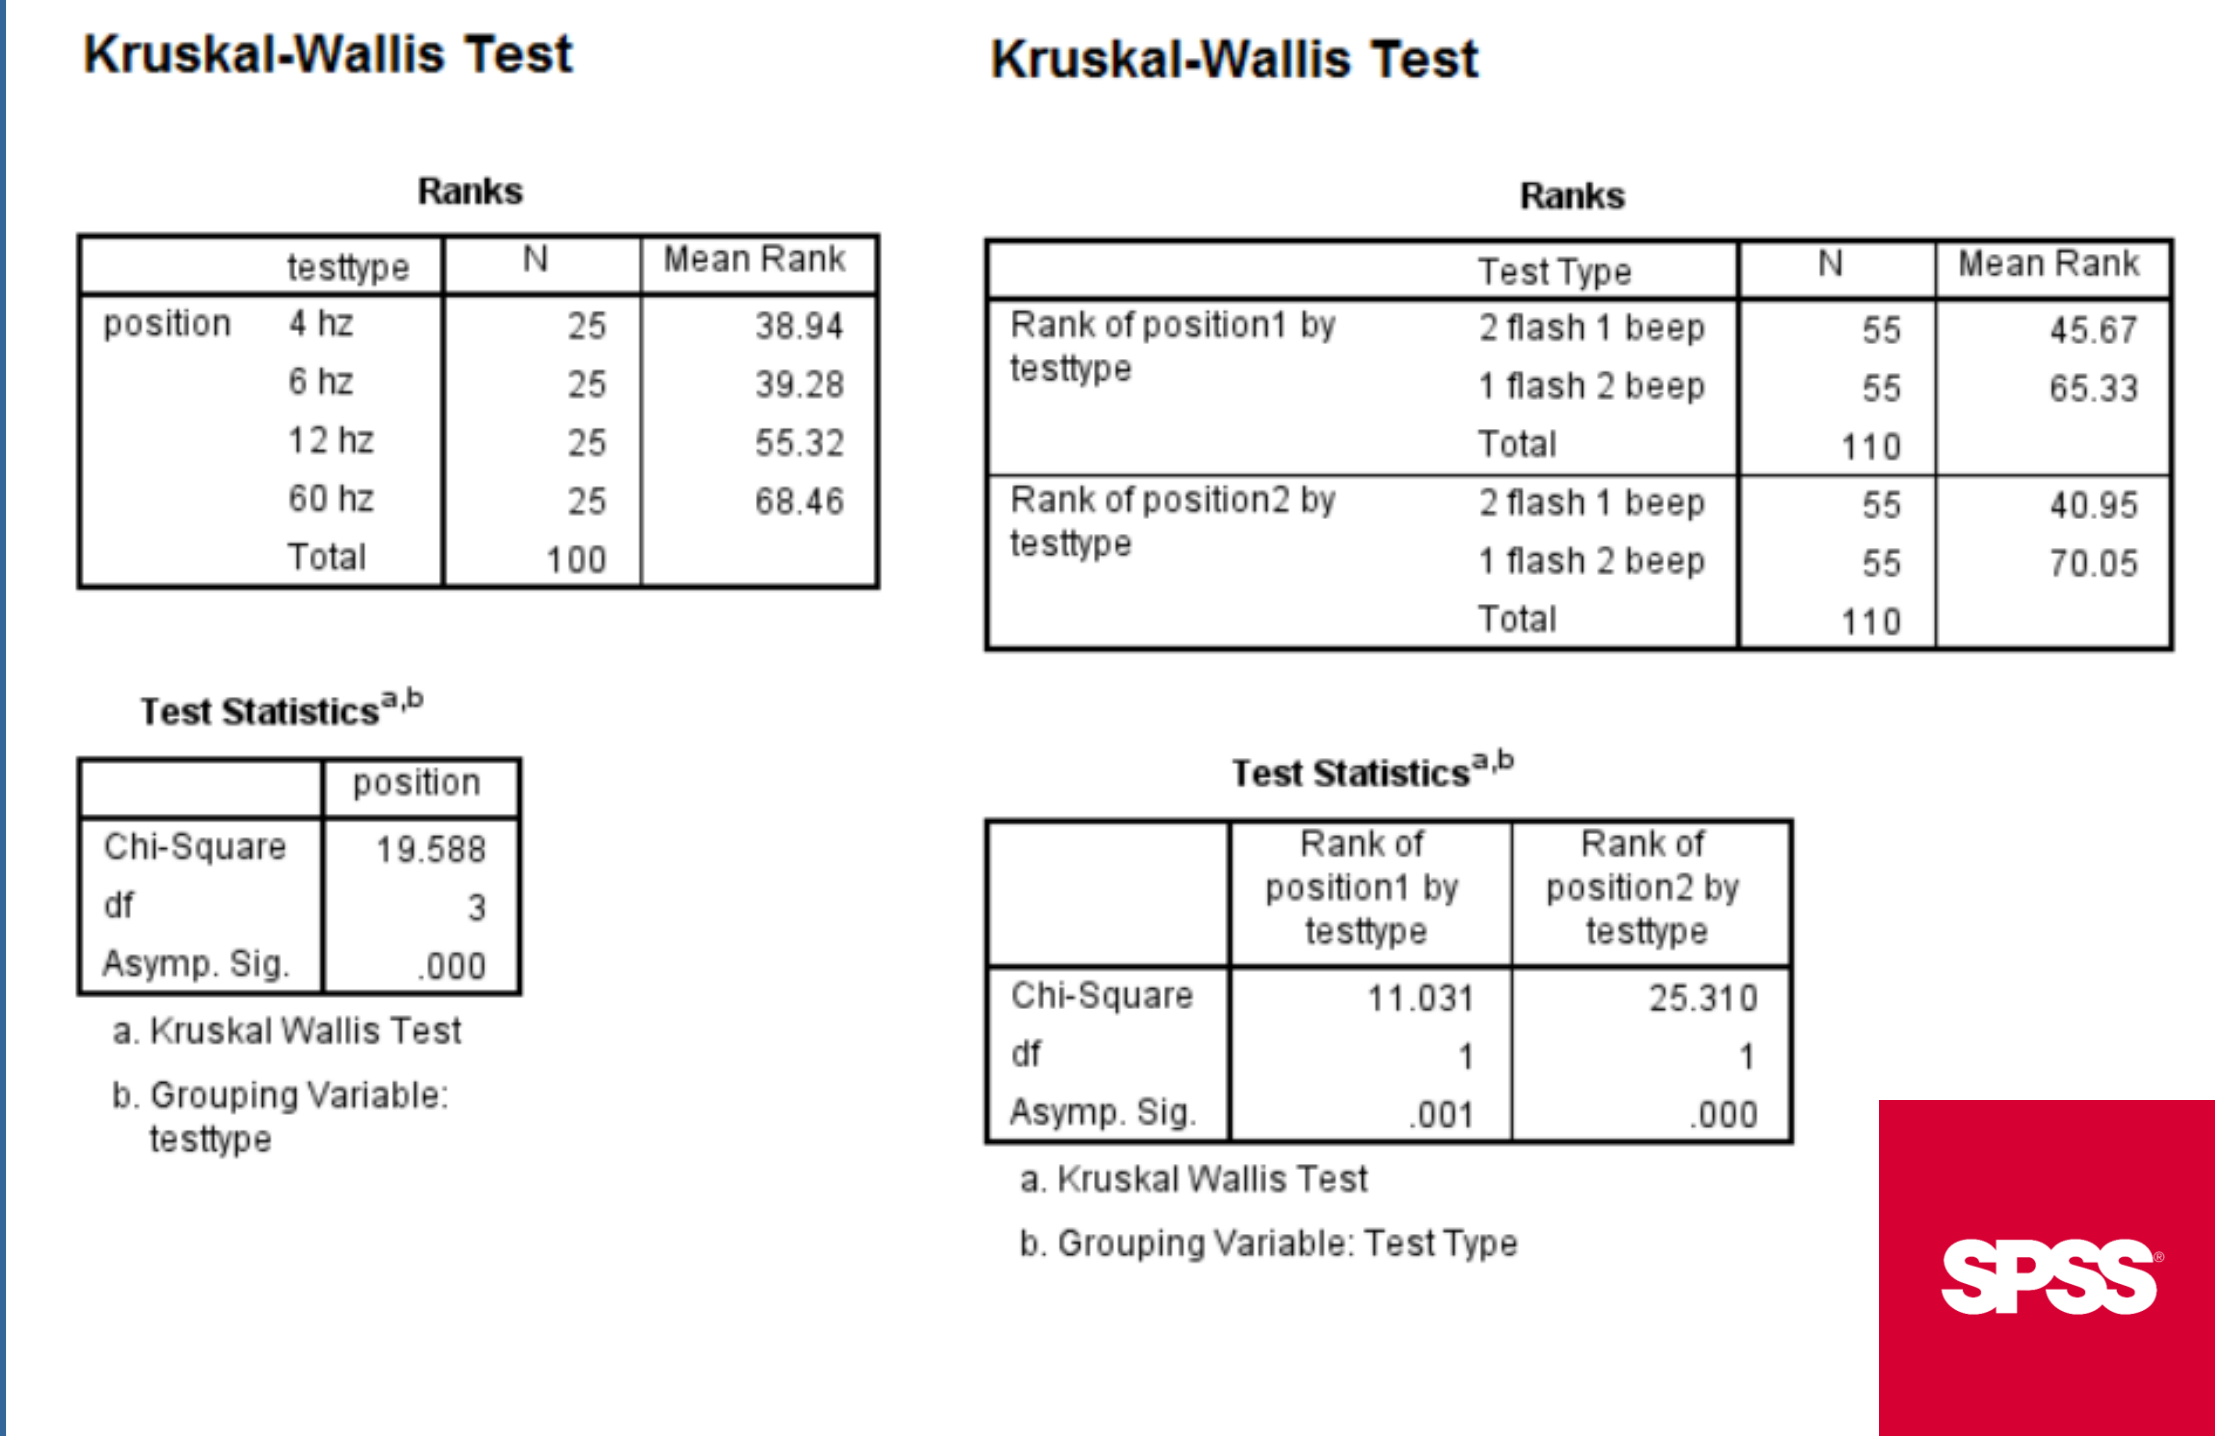 Kruskal-Wallis Test
Ranks
testtype N Mean Rank
position 4 hz 25 38.94
6 hz 25 39.28
12 hz 25 55.32
60 hz 25 68.46
Total 100
Test Statistics a,b
position
Chi-Square 19.588
df 3
Asymp. Sig. .000
a. Kruskal Wallis Test
b. Grouping Variable:
testtype
Kruskal-Wallis Test
Ranks
Test Type N Mean Rank
Rank of position1 by 2 flash 1 beep 55 45.67
testtype 1 flash 2 beep 55 65.33
Total 110
Rank of position2 by 2 flash 1 beep 55 40.95
testtype 1 flash 2 beep 55 70.05
Total 110
Test Statistics a,b
Rank of Rank of
position1 by position2 by
testtype testtype
Chi-Square 11.031 25.310
df 1 1
Asymp. Sig. .001 .000
a. Kruskal Wallis Test
b. Grouping Variable: Test Type
SPSS®